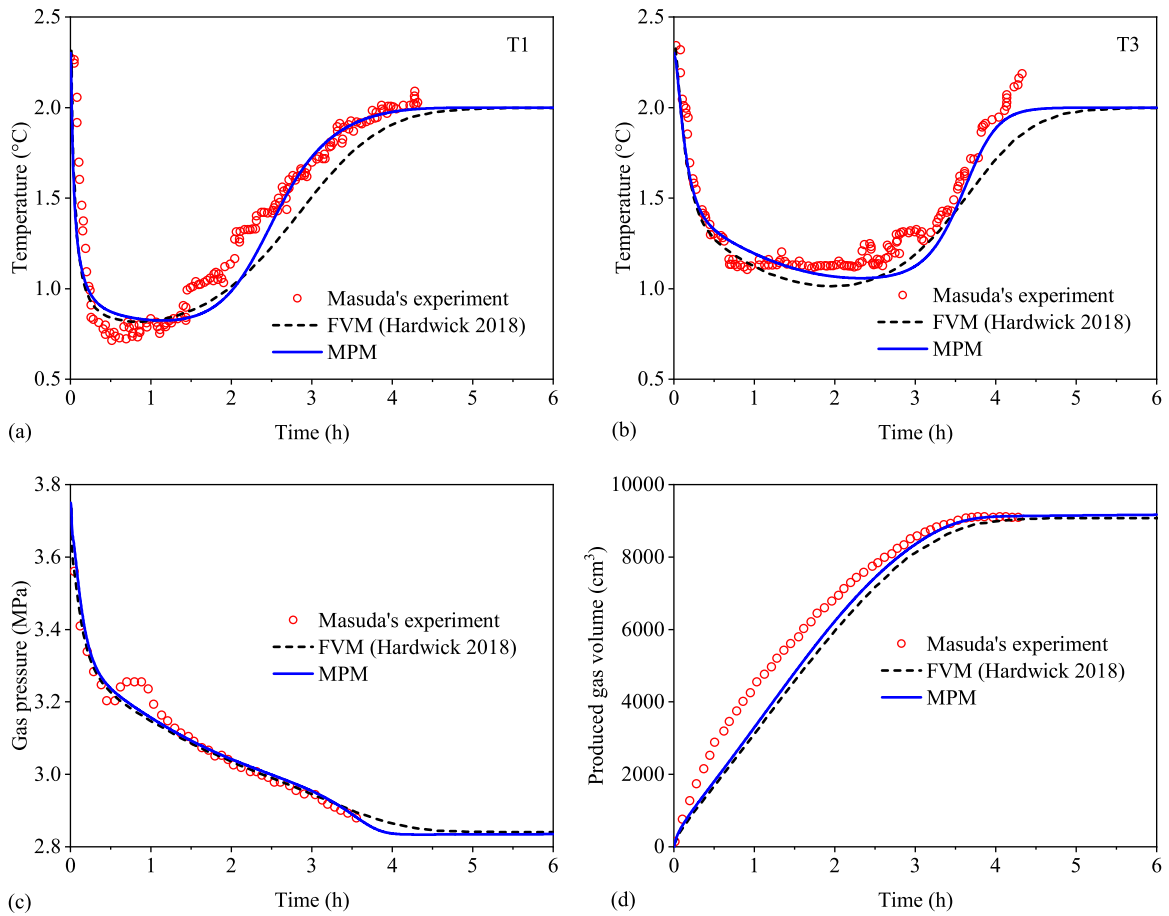 2.5
2.0
1.5
1.0
0.5
Temperature (°C)
T1
Masuda's experiment
FVM (Hardwick 2018)
MPM
0 1 2 3 4 5 6
Time (h)
(a)
2.5
2.0
1.5
1.0
0.5
Temperature (°C)
T3
Masuda's experiment
FVM (Hardwick 2018)
MPM
0 1 2 3 4 5 6
Time (h)
(b)
3.8
3.6
3.4
3.2
3.0
2.8
Gas pressure (MPa)
Masuda's experiment
FVM (Hardwick 2018)
MPM
0 1 2 3 4 5 6
Time (h)
(c)
10000
8000
6000
4000
2000
0
Produced gas volume (cm³)
Masuda's experiment
FVM (Hardwick 2018)
MPM
0 1 2 3 4 5 6
Time (h)
(d)